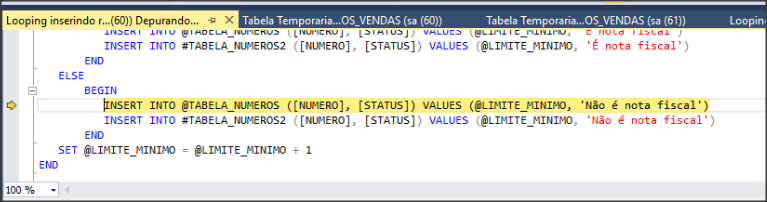 Looping inserindo r...(60)) Depurando... Tabela Temporaria...OS_VENDAS (sa (60)) Tabela Temporaria...OS_VENDAS (sa (61)) Looping
INSERT INTO @TABELA_NUMEROS ([NUMERO], [STATUS]) VALUES (@LIMITE_MINIMO, 'É nota fiscal')
INSERT INTO #TABELA_NUMEROS2 ([NUMERO], [STATUS]) VALUES (@LIMITE_MINIMO, 'É nota fiscal')
END
ELSE
BEGIN
INSERT INTO @TABELA_NUMEROS ([NUMERO], [STATUS]) VALUES (@LIMITE_MINIMO, 'Não é nota fiscal')
INSERT INTO #TABELA_NUMEROS2 ([NUMERO], [STATUS]) VALUES (@LIMITE_MINIMO, 'Não é nota fiscal')
END
SET @LIMITE_MINIMO = @LIMITE_MINIMO + 1
END
100 %